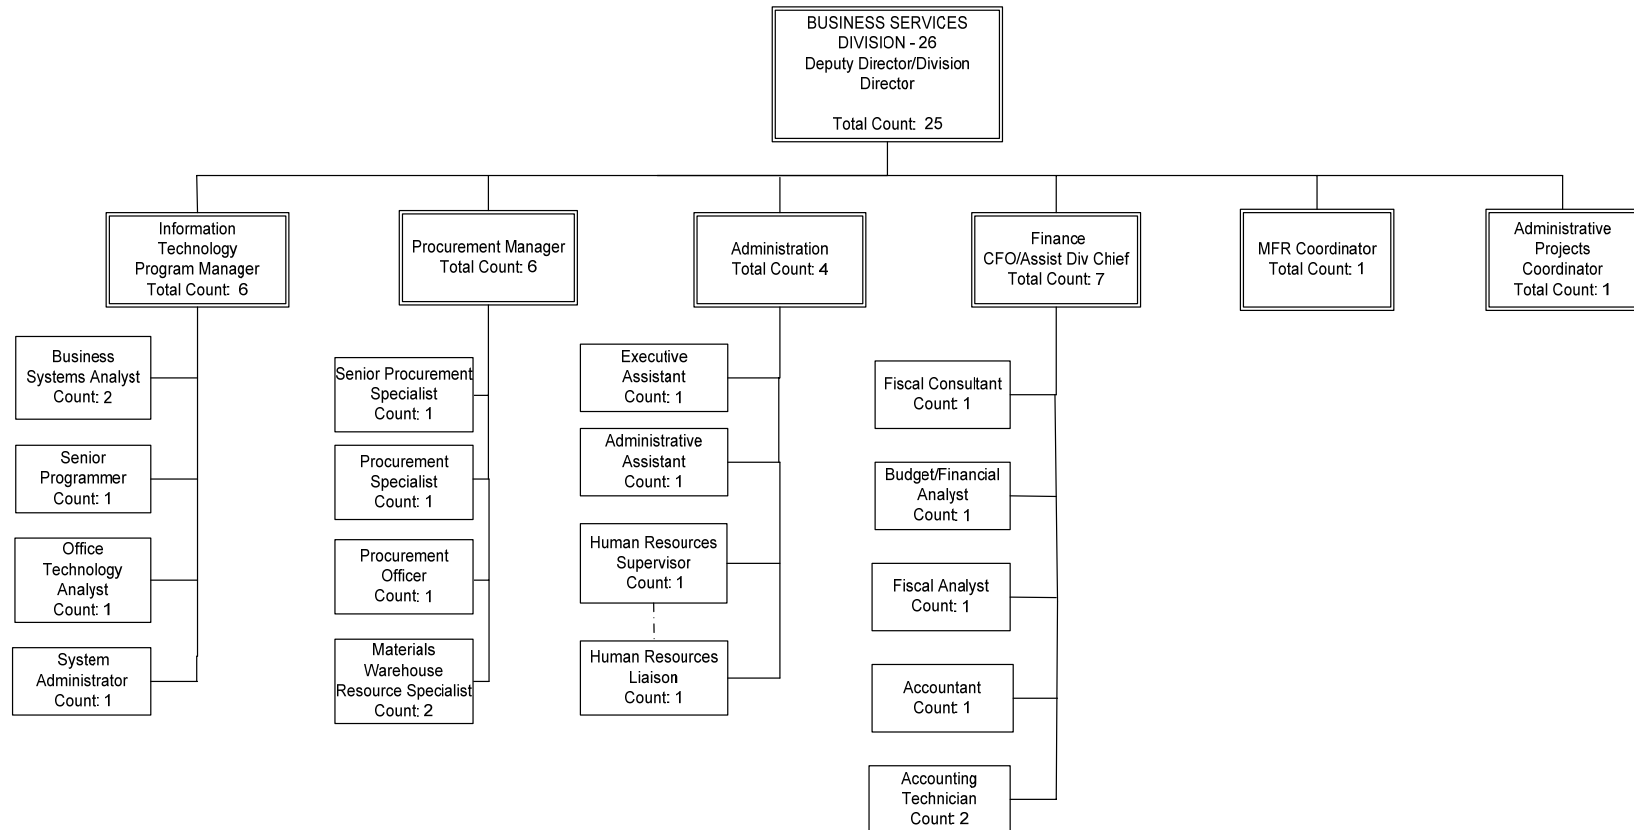 BUSINESS SERVICES
DIVISION - 26
Deputy Director/Division
Director
Total Count: 25
Information
Technology
Program Manager
Total Count: 6
Procurement Manager
Total Count: 6
Administration
Total Count: 4
Finance
CFO/Assist Div Chief
Total Count: 7
MFR Coordinator
Total Count: 1
Administrative
Projects
Coordinator
Total Count: 1
Business
Systems Analyst
Count: 2
Senior
Programmer
Count: 1
Office
Technology
Analyst
Count: 1
System
Administrator
Count: 1
Senior Procurement
Specialist
Count: 1
Procurement
Specialist
Count: 1
Procurement
Officer
Count: 1
Materials
Warehouse
Resource Specialist
Count: 2
Executive
Assistant
Count: 1
Administrative
Assistant
Count: 1
Human Resources
Supervisor
Count: 1
Human Resources
Liaison
Count: 1
Fiscal Consultant
Count: 1
Budget/Financial
Analyst
Count: 1
Fiscal Analyst
Count: 1
Accountant
Count: 1
Accounting
Technician
Count: 2